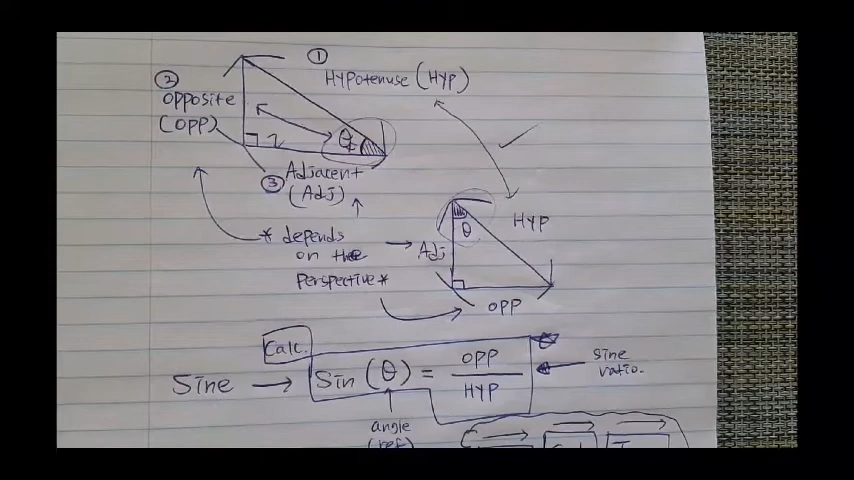 ①
Hypotenuse (HYP)
②
opposite
(OPP)
θ
③ Adjacent
(Adj)
* depends
on the
perspective *
θ
HYP
Adj
OPP
Calc.
Sine → Sin (θ) = OPP / HYP
sine
ratio.
angle
(ref)